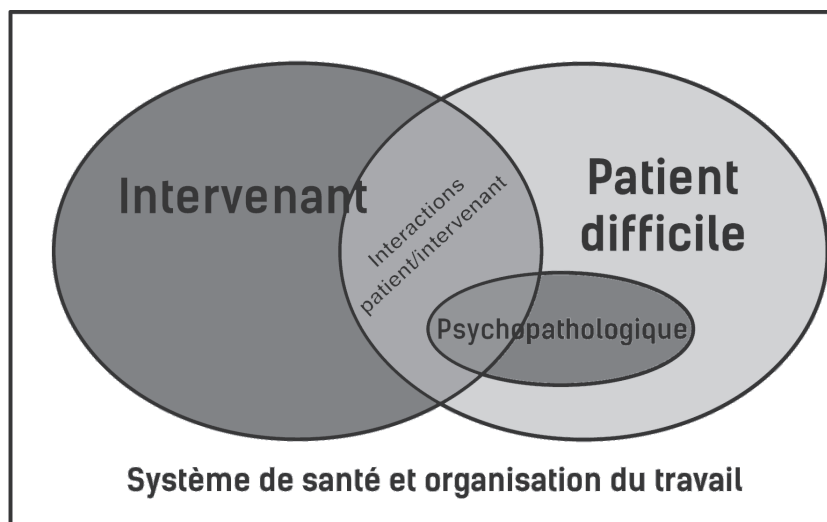 Intervenant
Patient
difficile
Interactions
patient/intervenant
Psychopathologique
Système de santé et organisation du travail